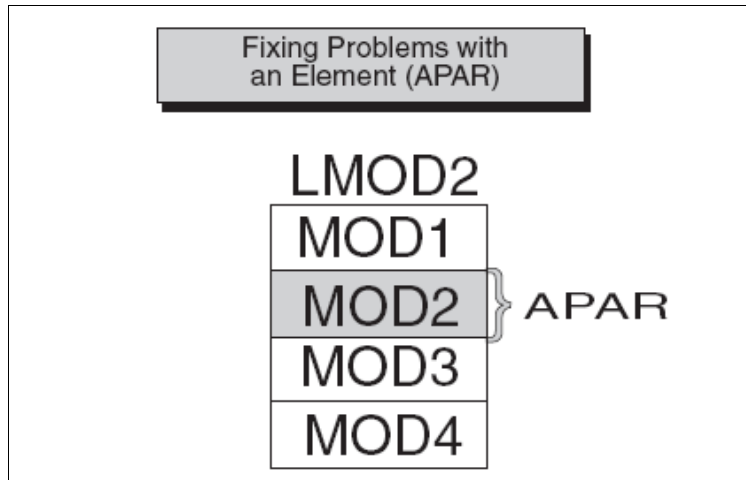 Fixing Problems with
an Element (APAR)
LMOD2
MOD1
MOD2
APAR
MOD3
MOD4